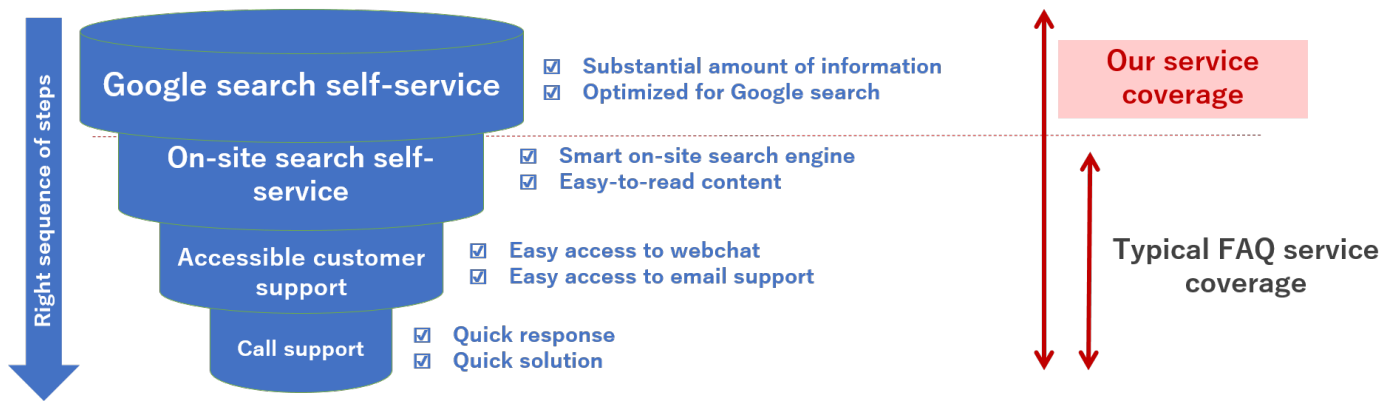 Right sequence of steps
Google search self-service
Substantial amount of information
Optimized for Google search
On-site search self-
service
Smart on-site search engine
Easy-to-read content
Accessible customer
support
Easy access to webchat
Easy access to email support
Call support
Quick response
Quick solution
Our service
coverage
Typical FAQ service
coverage